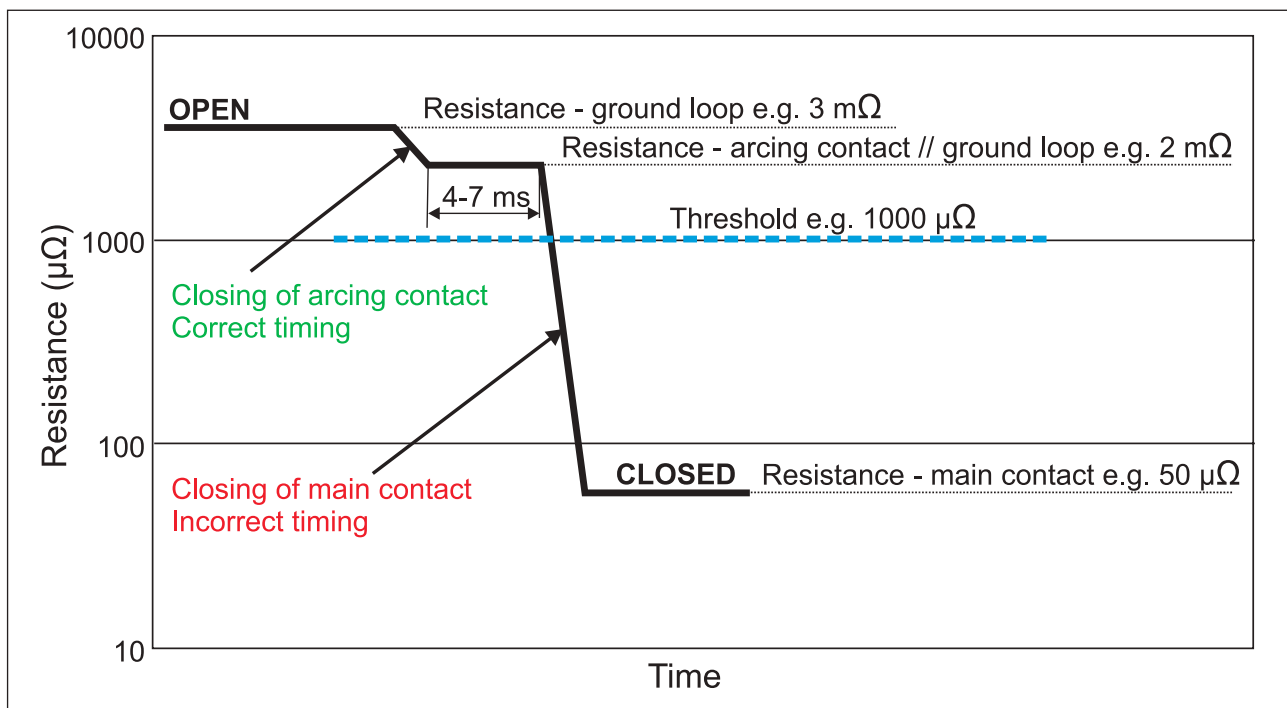 10000
OPEN
Resistance - ground loop e.g. 3 mΩ
Resistance - arcing contact // ground loop e.g. 2 mΩ
4-7 ms
Threshold e.g. 1000 µΩ
1000
Closing of arcing contact
Correct timing
Resistance (µΩ)
100
Closing of main contact
Incorrect timing
CLOSED
Resistance - main contact e.g. 50 µΩ
10
Time